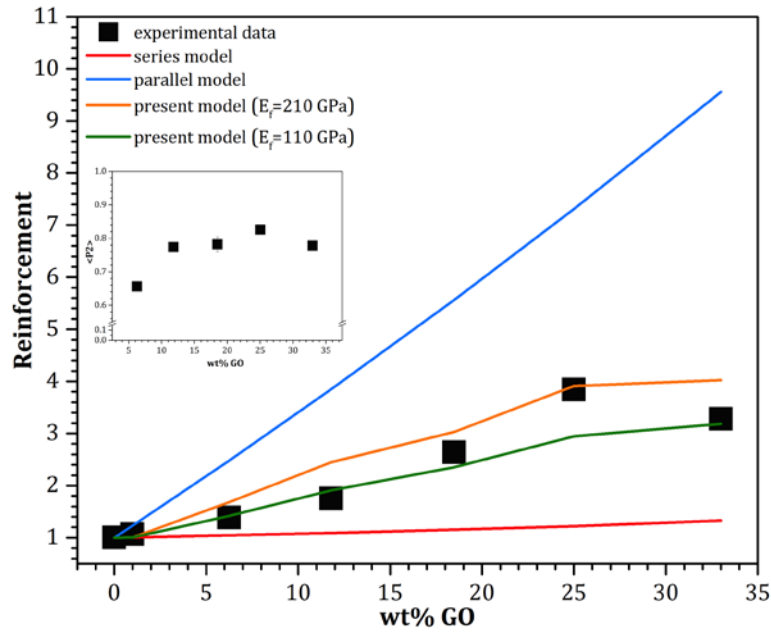 11
10
9
8
7
6
5
4
3
2
1
Reinforcement
experimental data
series model
parallel model
present model (Ef=210 GPa)
present model (Ef=110 GPa)
1.0
0.9
0.8
0.7
0.6
0.1
0.0
<P2>
5 10 15 20 25 30 35
wt% GO
0 5 10 15 20 25 30 35
wt% GO